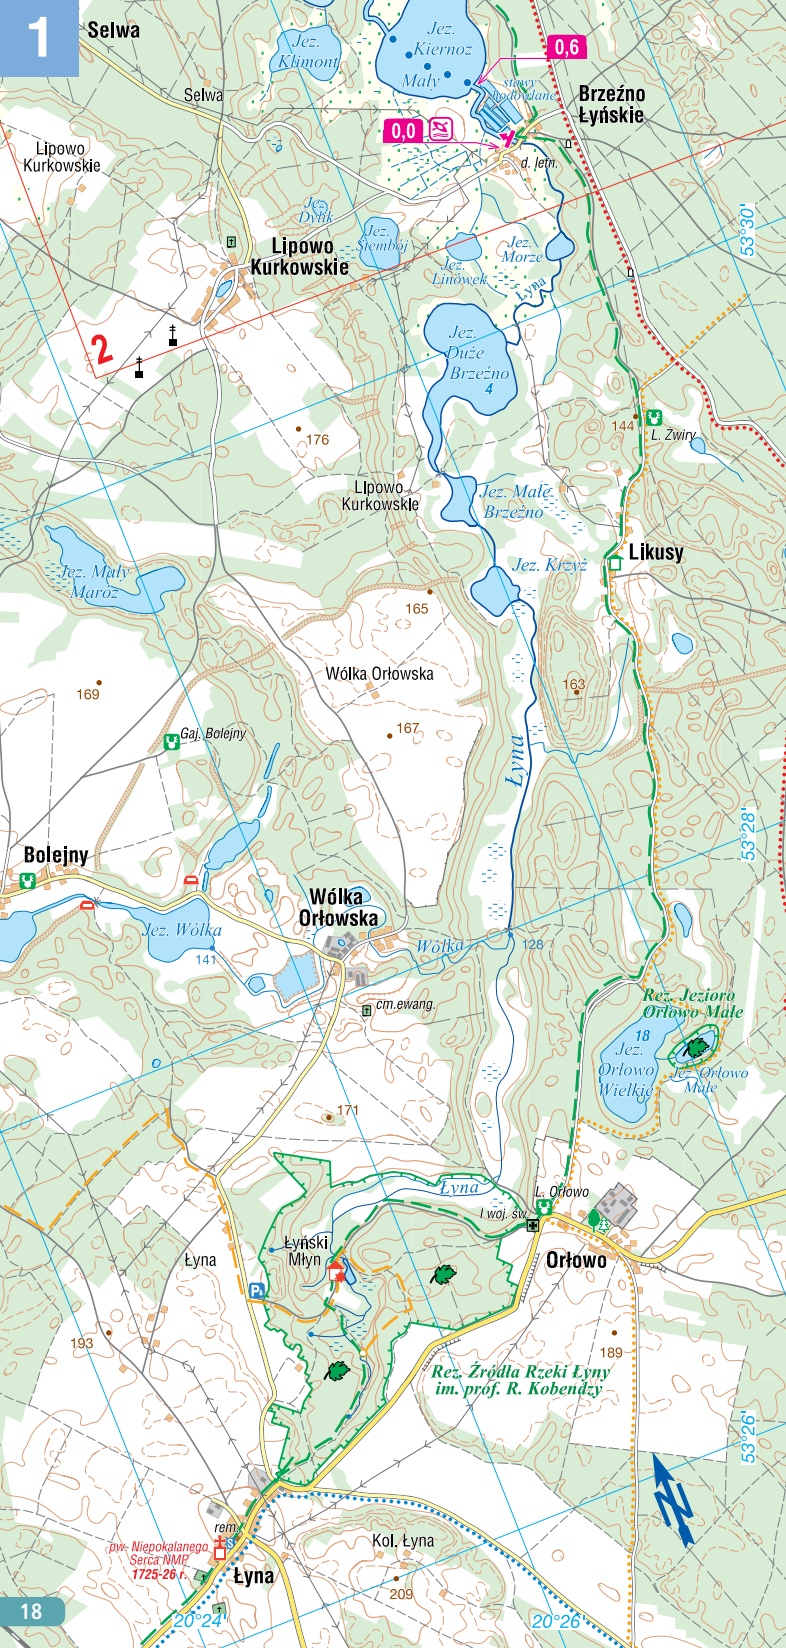 1
Selwa
Jez.
Klimont
Jez.
Kiernoz
Mały
0,6
stawy
hodowlane
Brzeźno
Łyńskie
Selwa
0,0
d. letn.
Lipowo
Kurkowskie
Jez.
Dylik
Jez.
Stembój
Jez.
Linówek
Jez.
Morze
53°30'
Lipowo
Kurkowskie
Łyna
2
Jez.
Duże
Brzeźno
4
176
144
L. Żwiry
Lipowo
Kurkowskie
Jez. Małe
Brzeźno
Likusy
Jez. Krzyż
Jez. Mały
Maróz
165
Wólka Orłowska
163
169
167
Gaj. Bolejny
Łyna
53°28'
Bolejny
Wólka
Orłowska
Jez. Wólka
141
Wólka
128
cm.ewang.
Rez. Jezioro
Orłowo Małe
18
Jez.
Orłowo
Wielkie
Jez. Orłowo
Małe
171
Łyna
L. Orłowo
I woj. św.
Łyna
Łyński
Młyn
Orłowo
P
193
189
Rez. Źródła Rzeki Łyny
im. prof. R. Kobendzy
53°26'
N
rem.
S
pw. Niepokalanego
Serca NMP
1725-26 r.
Kol. Łyna
Łyna
209
18
20°24'
20°26'